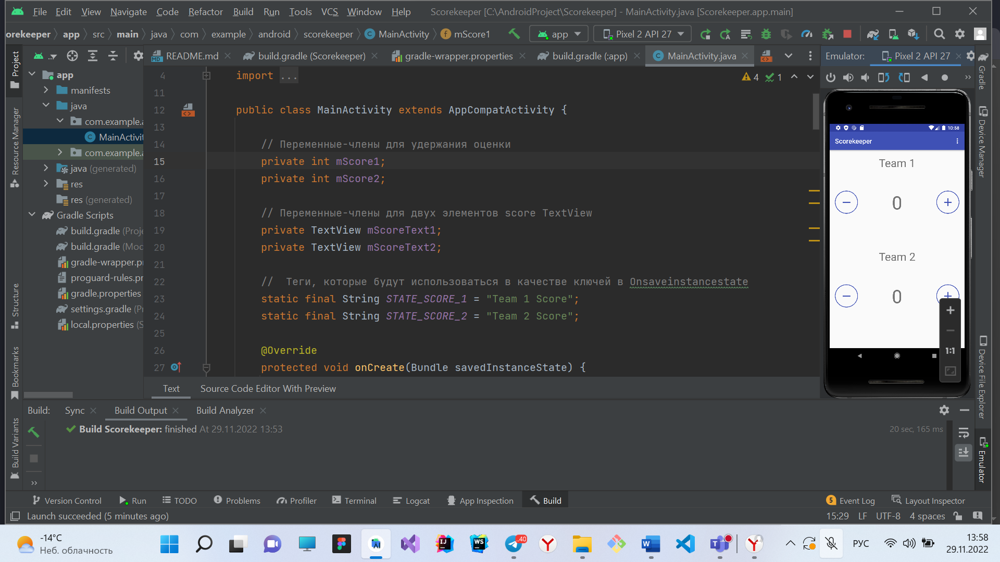 File Edit View Navigate Code Refactor Build Run Tools VCS Window Help Scorekeeper [C:\AndroidProject\Scorekeeper] - MainActivity.java [Scorekeeper.app.main]
orekeeper app src main java com example android scorekeeper MainActivity mScore1 app Pixel 2 API 27
README.md build.gradle (Scorekeeper) gradle-wrapper.properties build.gradle (:app) MainActivity.java Emulator: Pixel 2 API 27
Project
Resource Manager
Structure
Bookmarks
Build Variants
app
manifests
java
com.example.a
MainActivit
com.example.a
java (generated)
res
res (generated)
Gradle Scripts
build.gradle (Proje
build.gradle (Mod
gradle-wrapper.pr
proguard-rules.pr
gradle.properties
settings.gradle (Pr
local.properties (S
4 import ...
4 1
11
12 public class MainActivity extends AppCompatActivity {
13
14 // Переменные-члены для удержания оценки
15 private int mScore1;
16 private int mScore2;
17
18 // Переменные-члены для двух элементов score TextView
19 private TextView mScoreText1;
20 private TextView mScoreText2;
21
22 // Теги, которые будут использоваться в качестве ключей в Onsaveinstancestate
23 static final String STATE_SCORE_1 = "Team 1 Score";
24 static final String STATE_SCORE_2 = "Team 2 Score";
25
26 @Override
27 protected void onCreate(Bundle savedInstanceState) {
Text Source Code Editor With Preview
10:58
Scorekeeper
Team 1
− 0 +
Team 2
− 0 +
+
−
1:1
Gradle
Device Manager
Device File Explorer
Emulator
Build: Sync Build Output Build Analyzer
Build Scorekeeper: finished At 29.11.2022 13:53 20 sec, 165 ms
Version Control Run TODO Problems Profiler Terminal Logcat App Inspection Build 5 Event Log Layout Inspector
Launch succeeded (5 minutes ago) 15:29 LF UTF-8 4 spaces
-14°C
Неб. облачность
IJ WS ..40 РУС
13:58
29.11.2022